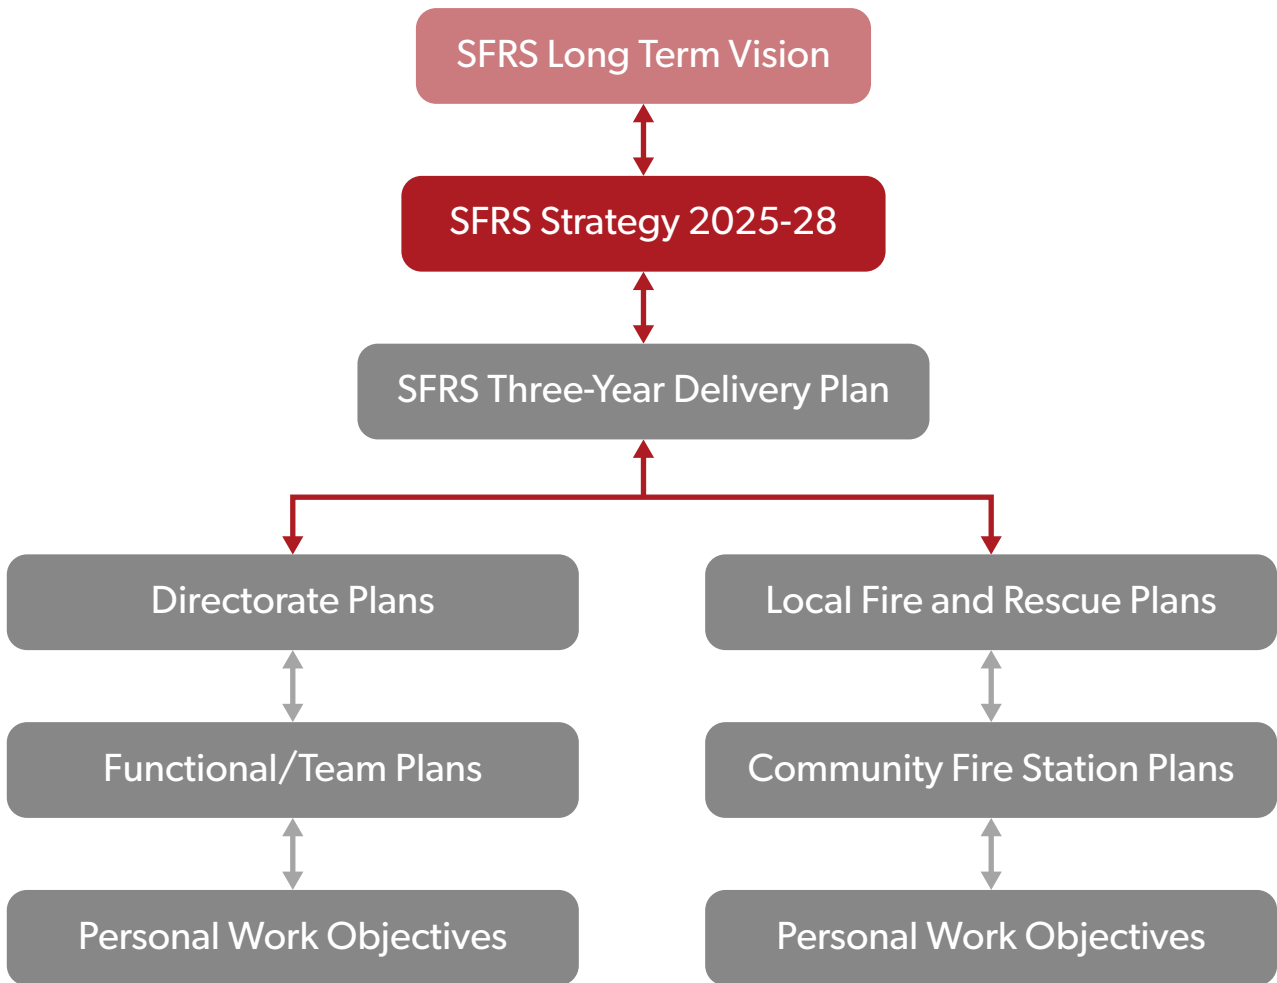 SFRS Long Term Vision
SFRS Strategy 2025-28
SFRS Three-Year Delivery Plan
Directorate Plans
Local Fire and Rescue Plans
Functional/Team Plans
Community Fire Station Plans
Personal Work Objectives
Personal Work Objectives